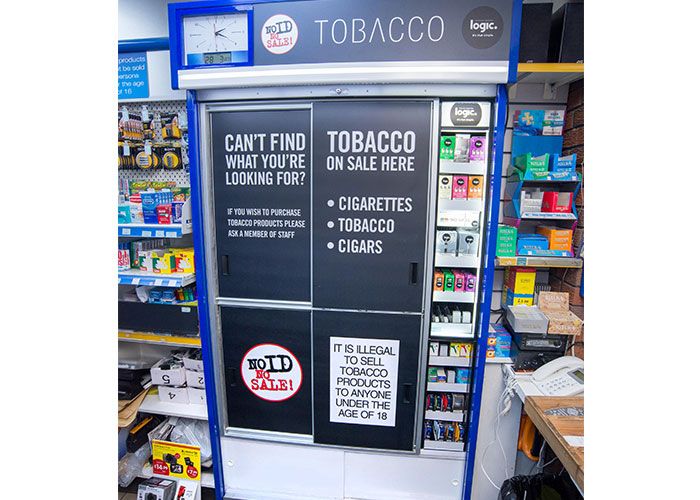 NO ID
NO
SALE!
TOBACCO
logic.
28
not be sold
persons
the age
of 18
CAN'T FIND
WHAT YOU'RE
LOOKING FOR?
IF YOU WISH TO PURCHASE
TOBACCO PRODUCTS PLEASE
ASK A MEMBER OF STAFF
TOBACCO
ON SALE HERE
• CIGARETTES
• TOBACCO
• CIGARS
logic.
NO ID
NO
SALE!
IT IS ILLEGAL
TO SELL
TOBACCO
PRODUCTS
TO ANYONE
UNDER THE
AGE OF 18